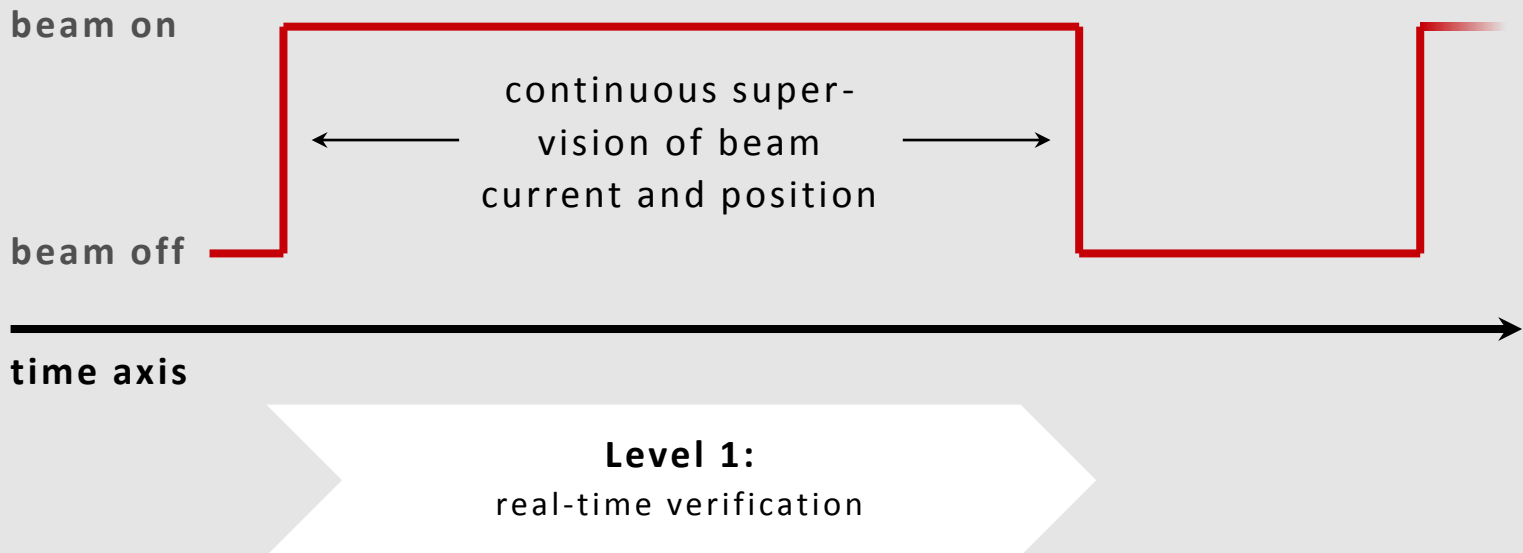 beam on
continuous super-
vision of beam
current and position
beam off
time axis
Level 1:
real-time verification